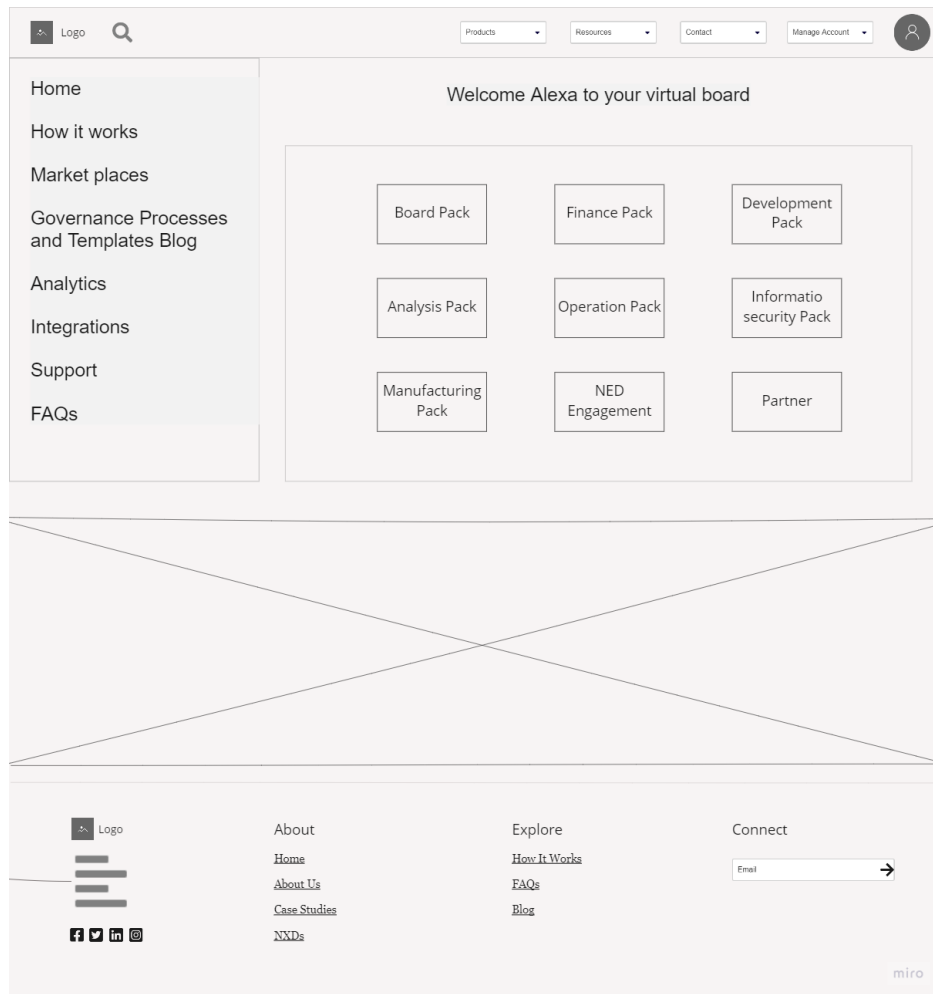 Logo
Products
Resources
Contact
Manage Account
Home
How it works
Market places
Governance Processes
and Templates Blog
Analytics
Integrations
Support
FAQs
Welcome Alexa to your virtual board
Board Pack
Finance Pack
Development
Pack
Analysis Pack
Operation Pack
Informatio
security Pack
Manufacturing
Pack
NED
Engagement
Partner
Logo
About
Home
About Us
Case Studies
NXDs
Explore
How It Works
FAQs
Blog
Connect
Email
miro